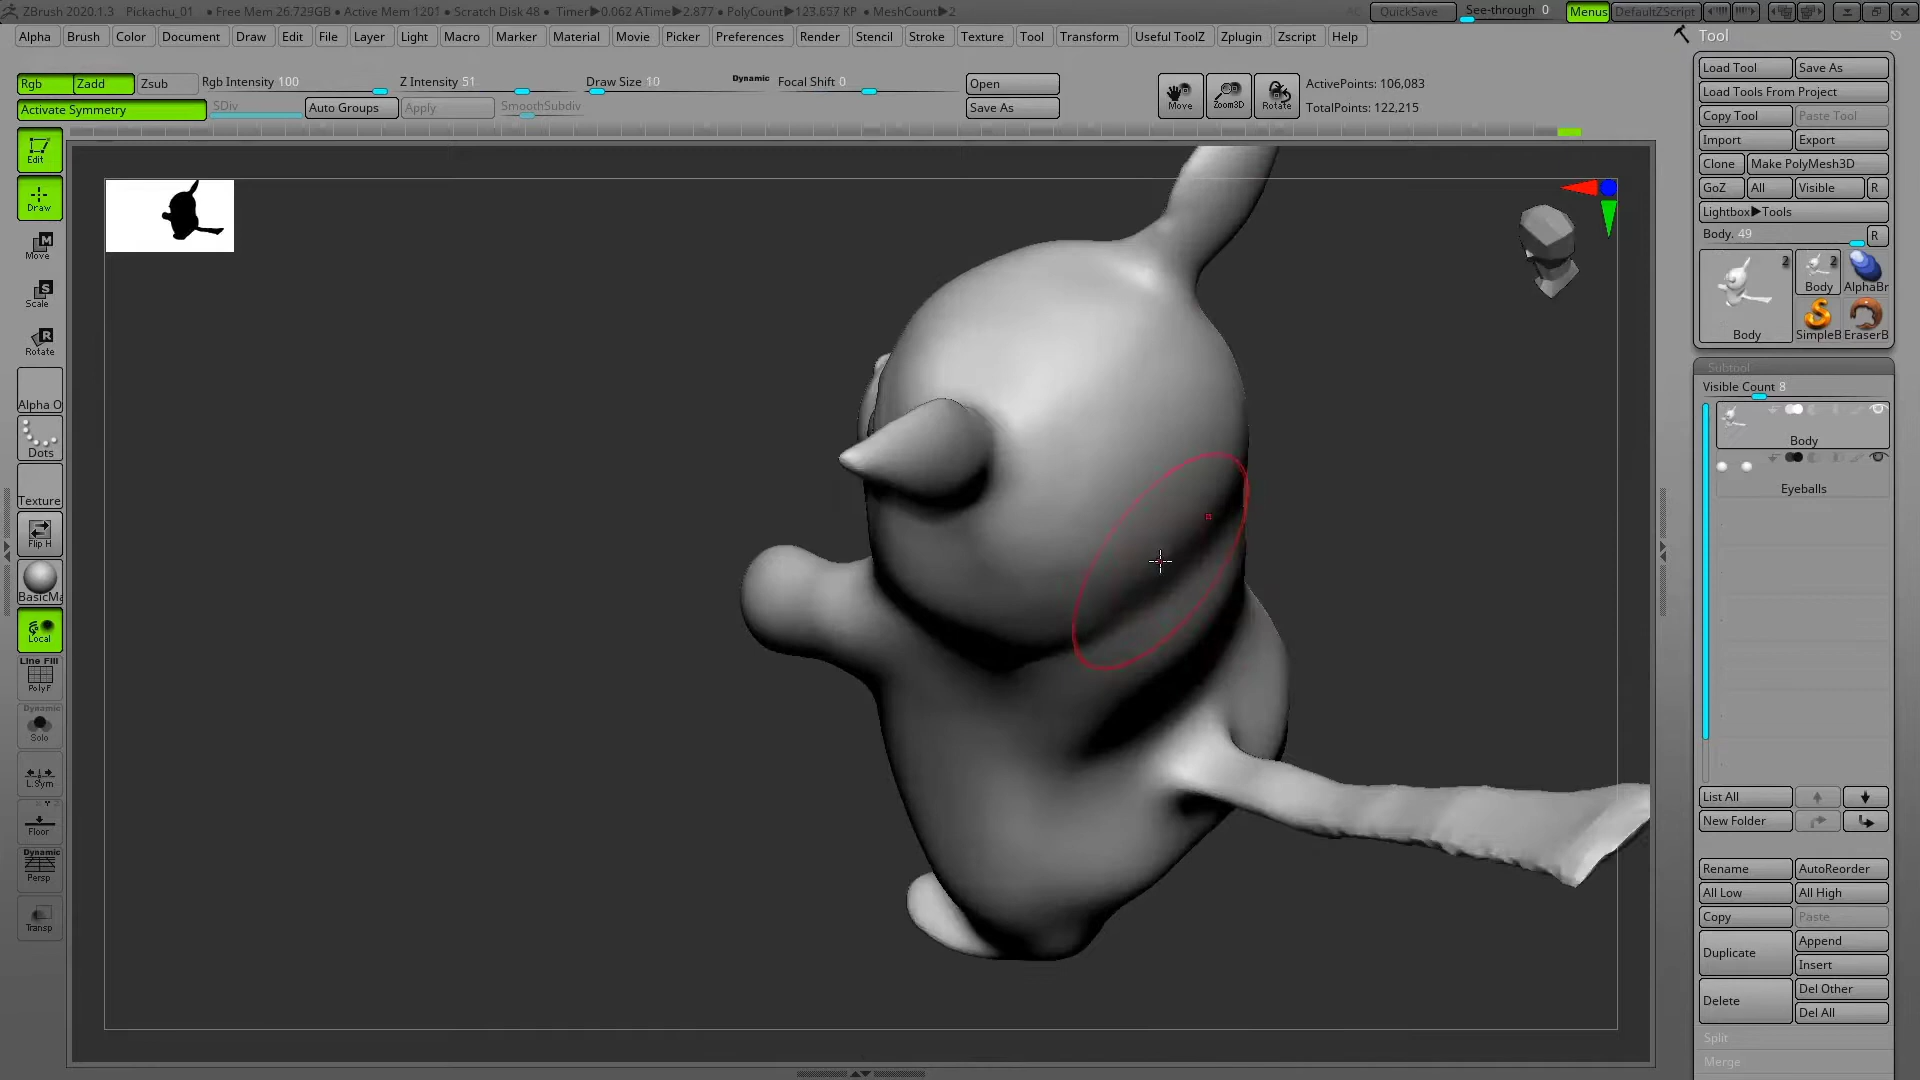 ZBrush 2020.1.3 Pickachu_01 • Free Mem 26.729GB • Active Mem 1201 • Scratch Disk 48 • Timer▶0.062 ATime▶2.877 • PolyCount▶123.657 KP • MeshCount▶2 AC QuickSave See-through 0 Menus DefaultZScript
Alpha Brush Color Document Draw Edit File Layer Light Macro Marker Material Movie Picker Preferences Render Stencil Stroke Texture Tool Transform Useful ToolZ Zplugin Zscript Help
Tool
Rgb Zadd Zsub Rgb Intensity 100 Z Intensity 51 Draw Size 10 Dynamic Focal Shift 0 Open
Activate Symmetry SDiv Auto Groups Apply SmoothSubdiv Save As
Move Zoom3D Rotate
ActivePoints: 106,083
TotalPoints: 122,215
Edit
Draw
M
Move
S
Scale
R
Rotate
Alpha O
Dots
Texture
Flip H
BasicMa
Local
Line Fill
PolyF
Dynamic
Solo
L.Sym
Floor
Dynamic
Persp
Transp
Load Tool Save As
Load Tools From Project
Copy Tool Paste Tool
Import Export
Clone Make PolyMesh3D
GoZ All Visible R
Lightbox▶Tools
Body. 49 R
2 2
Body AlphaBr
Body SimpleB EraserB
Subtool
Visible Count 8
Body
Eyeballs
List All
New Folder
Rename AutoReorder
All Low All High
Copy Paste
Duplicate Append
Insert
Delete Del Other
Del All
Split
Merge